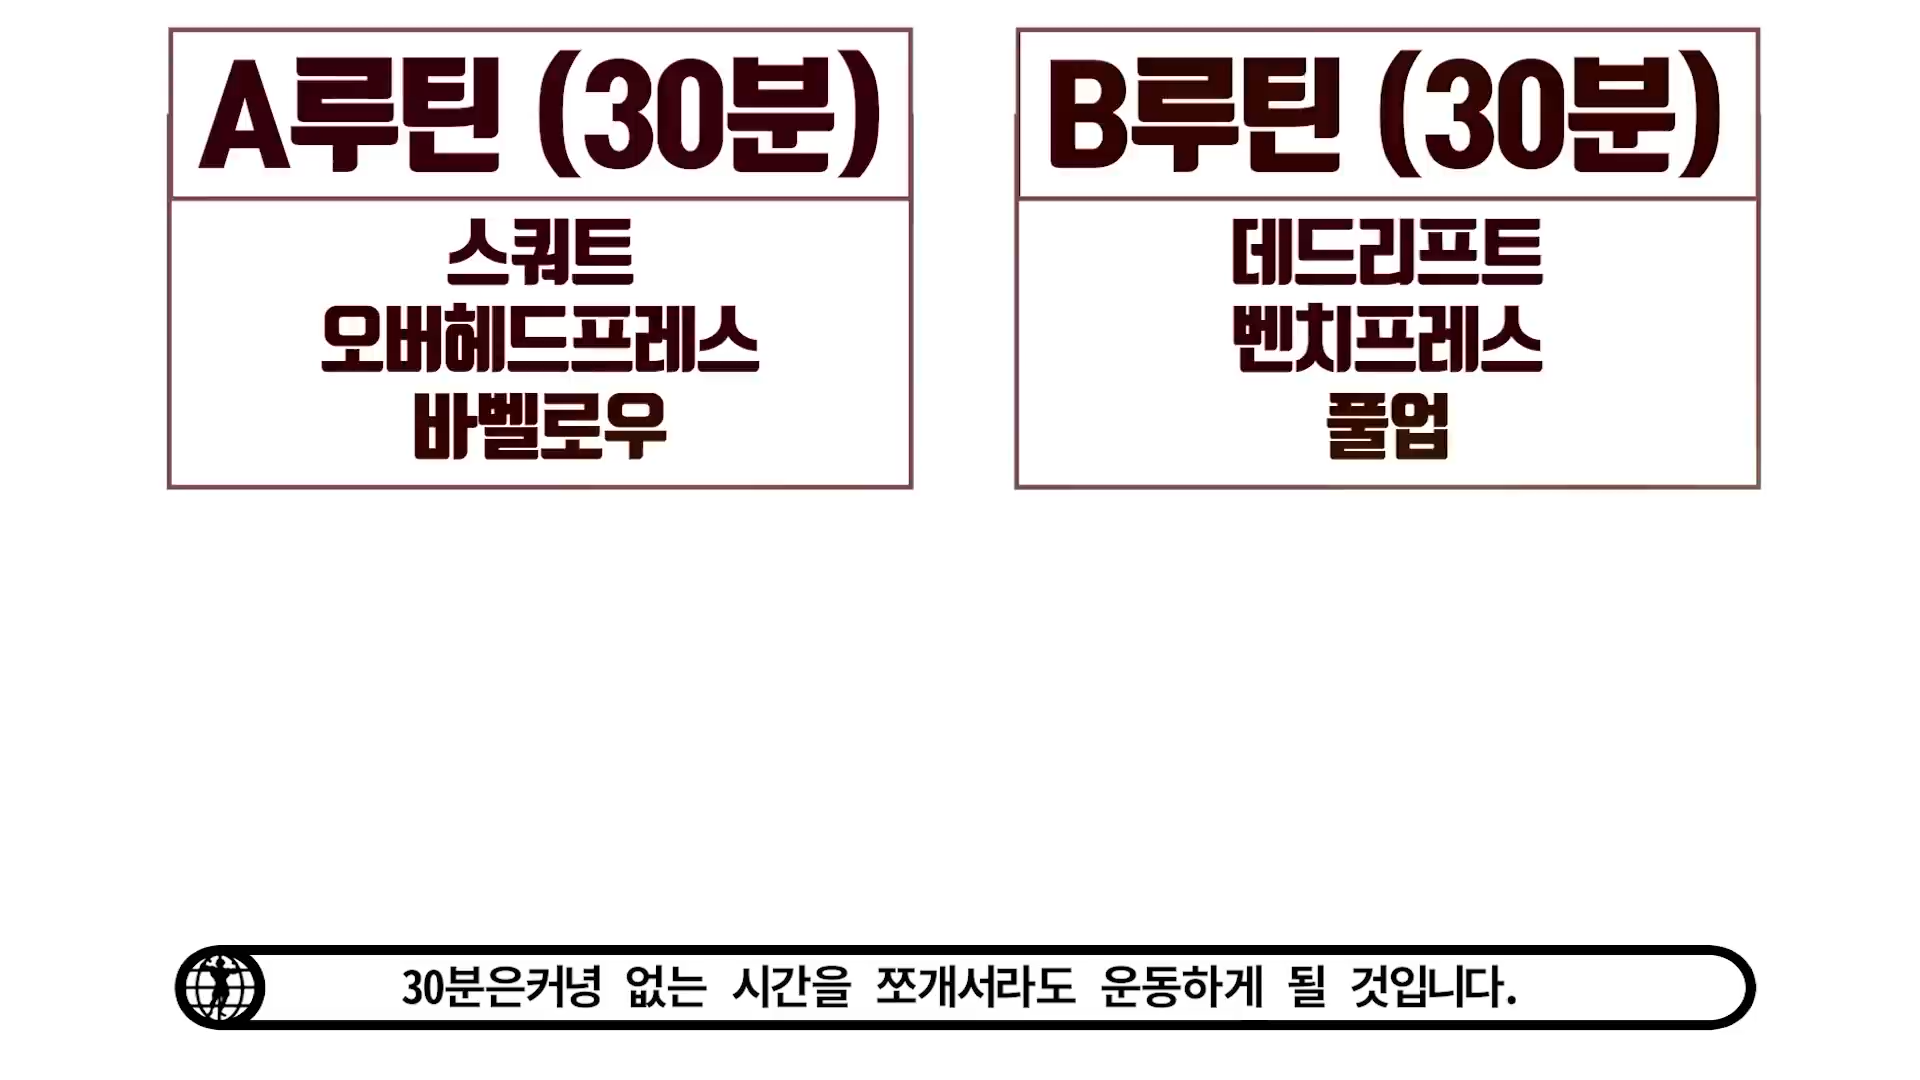 A루틴 (30분)
스쿼트
오버헤드프레스
바벨로우
B루틴 (30분)
데드리프트
벤치프레스
풀업
30분은커녕 없는 시간을 쪼개서라도 운동하게 될 것입니다.